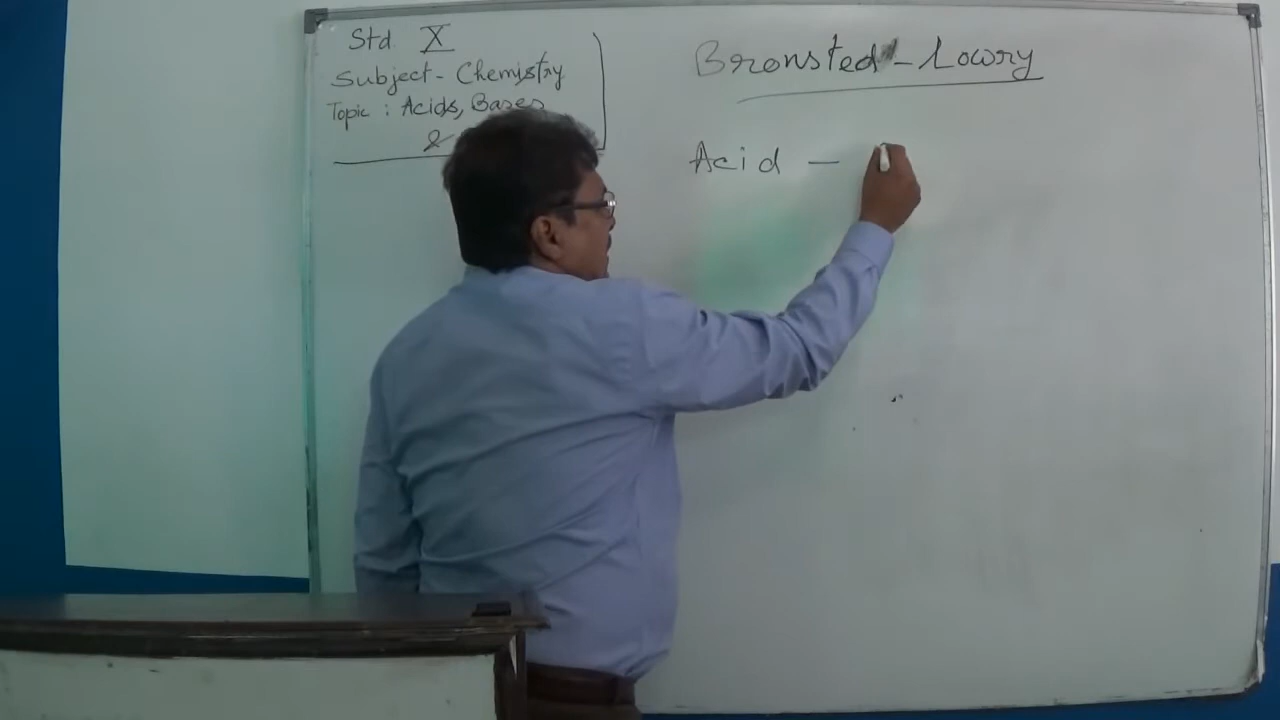 Std X
Subject - Chemistry
Topic : Acids, Bases
&
Bronsted - Lowry
Acid -